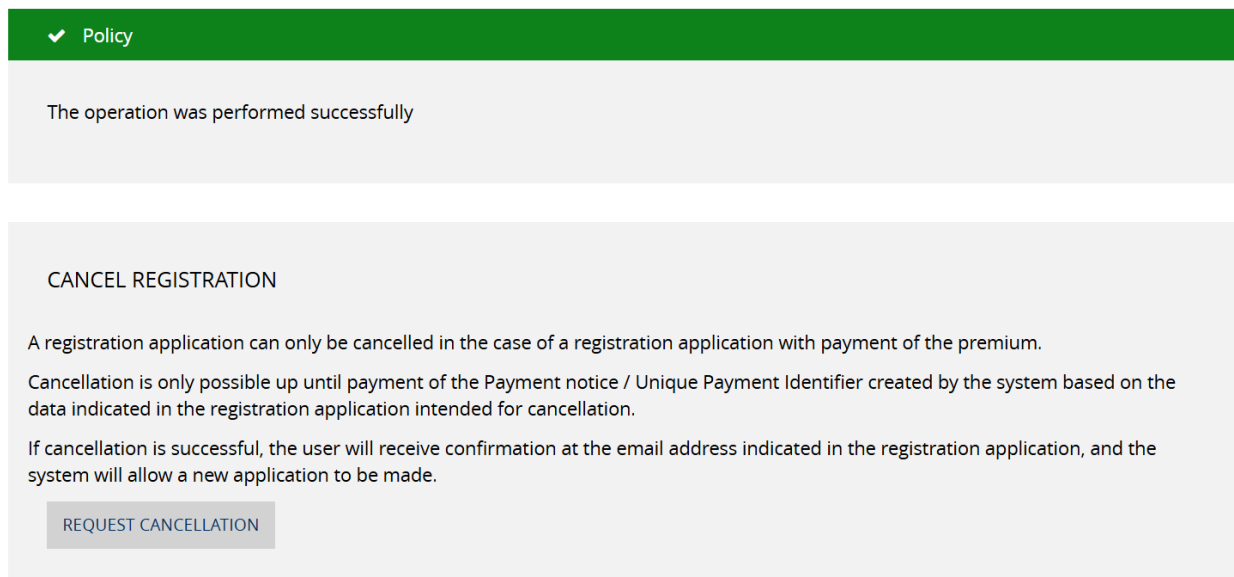 Policy
The operation was performed successfully
CANCEL REGISTRATION
A registration application can only be cancelled in the case of a registration application with payment of the premium.
Cancellation is only possible up until payment of the Payment notice / Unique Payment Identifier created by the system based on the
data indicated in the registration application intended for cancellation.
If cancellation is successful, the user will receive confirmation at the email address indicated in the registration application, and the
system will allow a new application to be made.
REQUEST CANCELLATION